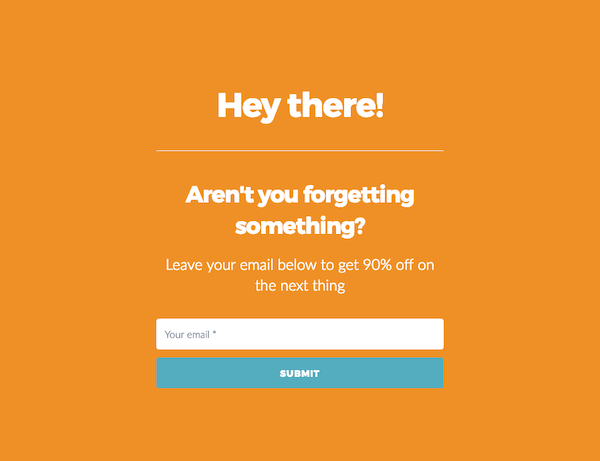 Hey there!
Aren't you forgetting
something?
Leave your email below to get 90% off on
the next thing
Your email *
SUBMIT